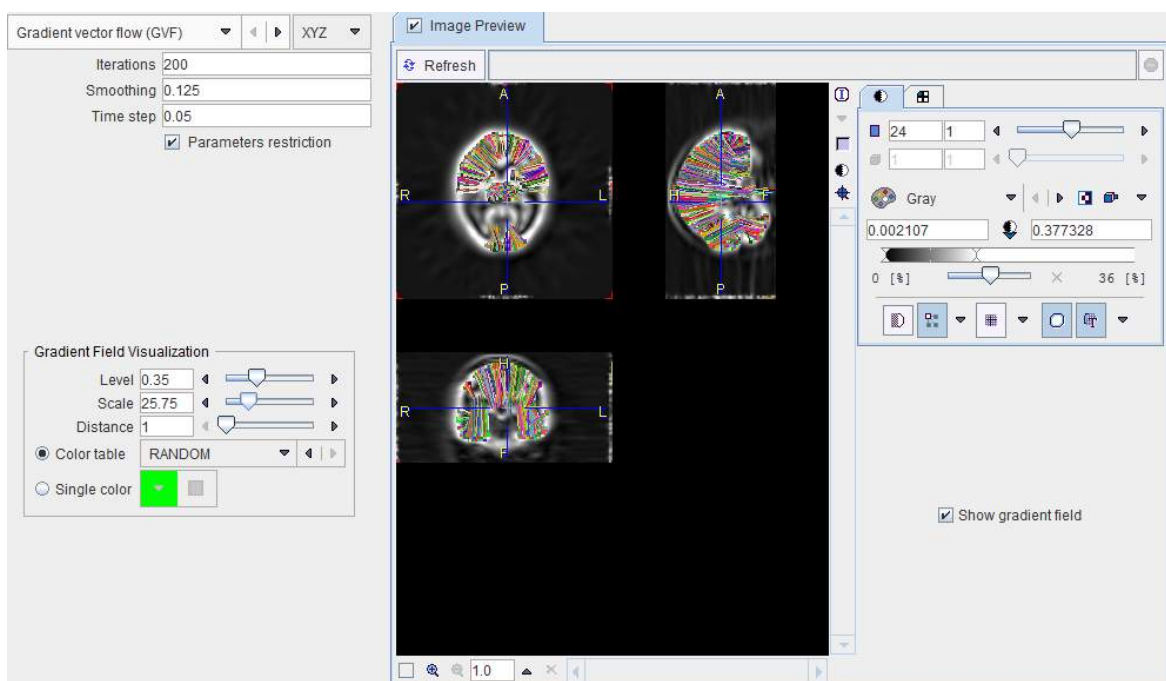 Gradient vector flow (GVF) XYZ
Iterations 200
Smoothing 0.125
Time step 0.05
Parameters restriction
Gradient Field Visualization
Level 0.35
Scale 25.75
Distance 1
Color table RANDOM
Single color
Image Preview
Refresh
A
R L
P
A
H F
P
H
R L
F
1.0
24 1
1 1
Gray
0.002107 0.377328
0 [%] 36 [%]
Show gradient field